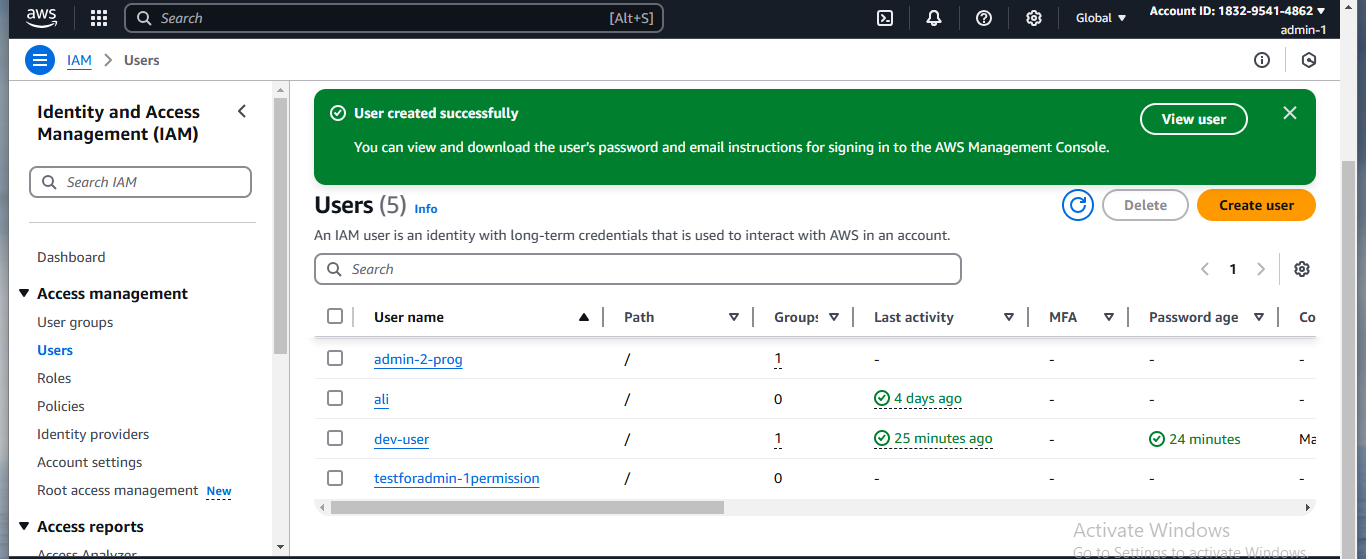 aws
Search [Alt+S]
Global
Account ID: 1832-9541-4862
admin-1
IAM > Users
Identity and Access
Management (IAM)
Search IAM
Dashboard
Access management
User groups
Users
Roles
Policies
Identity providers
Account settings
Root access management New
Access reports
Access Analyzer
User created successfully
View user
You can view and download the user's password and email instructions for signing in to the AWS Management Console.
Users (5) Info
Delete
Create user
An IAM user is an identity with long-term credentials that is used to interact with AWS in an account.
Search
1
User name Path Groups Last activity MFA Password age Co
admin-2-prog / 1 - - - -
ali / 0 4 days ago - - -
dev-user / 1 25 minutes ago - 24 minutes Ma
testforadmin-1permission / 0 - - - -
Activate Windows
Go to Settings to activate Windows.